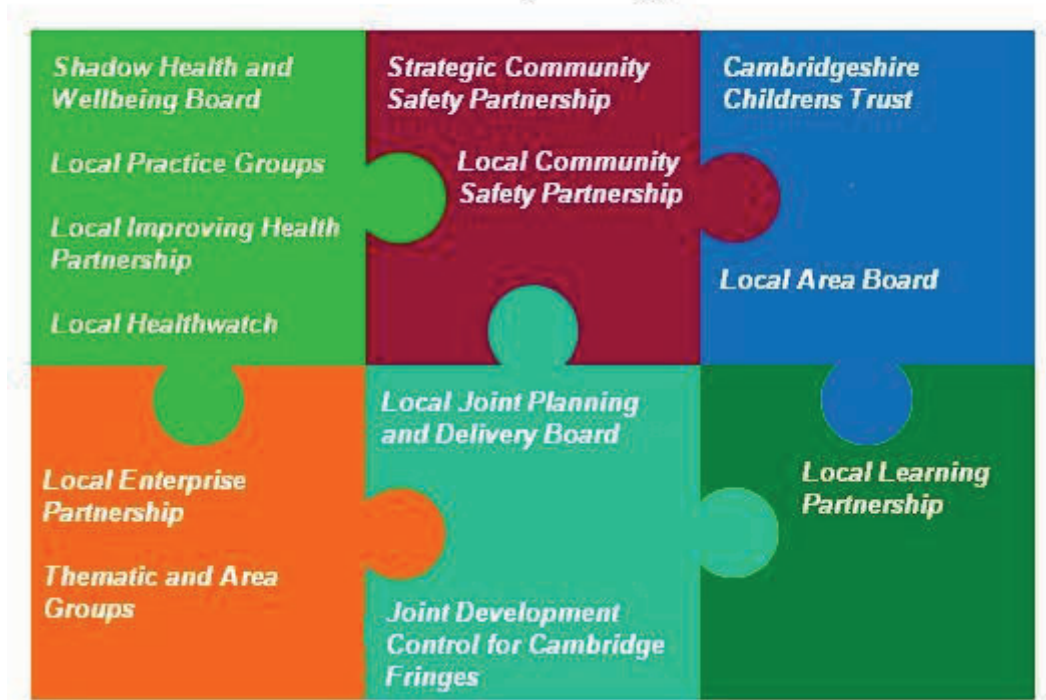 Shadow Health and
Wellbeing Board
Local Practice Groups
Local Improving Health
Partnership
Local Healthwatch
Strategic Community
Safety Partnership
Local Community
Safety Partnership
Cambridgeshire
Childrens Trust
Local Area Board
Local Enterprise
Partnership
Thematic and Area
Groups
Local Joint Planning
and Delivery Board
Joint Development
Control for Cambridge
Fringes
Local Learning
Partnership